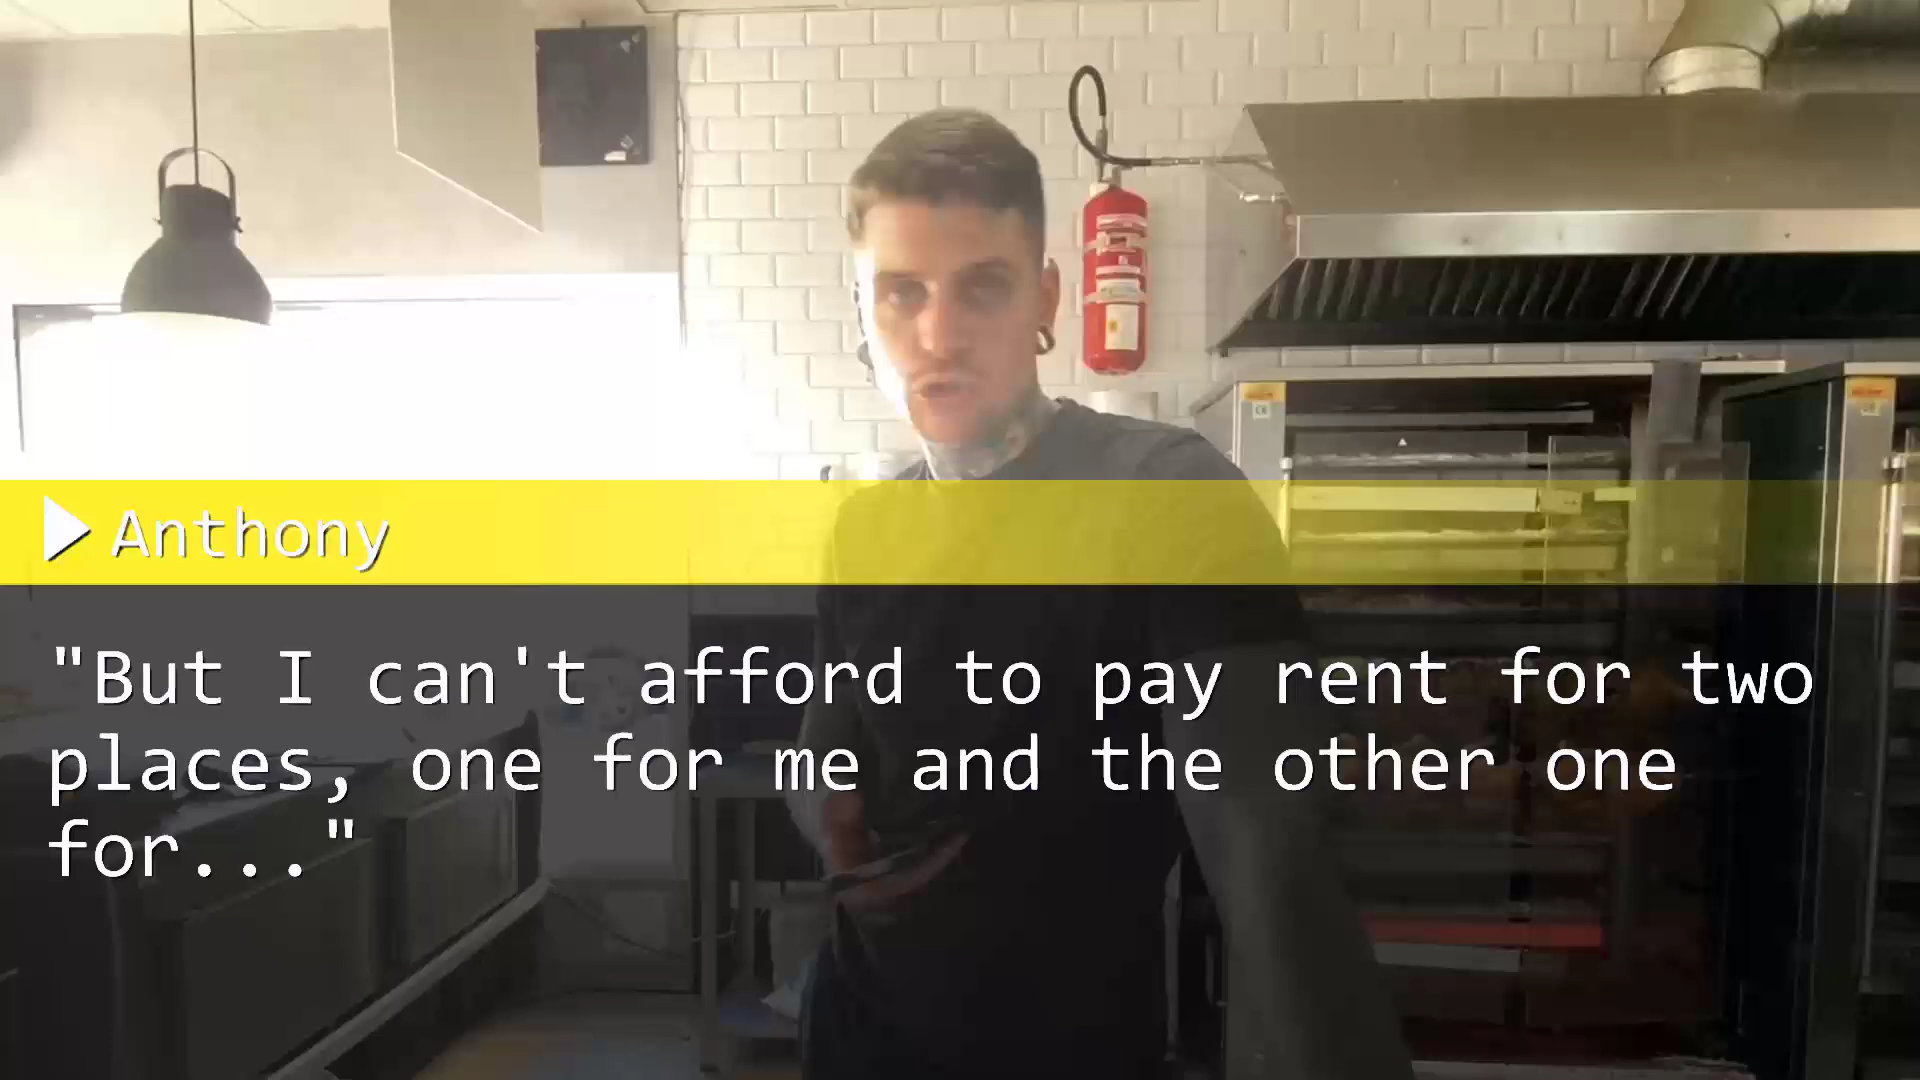 Anthony
"But I can't afford to pay rent for two
places, one for me and the other one
for..."